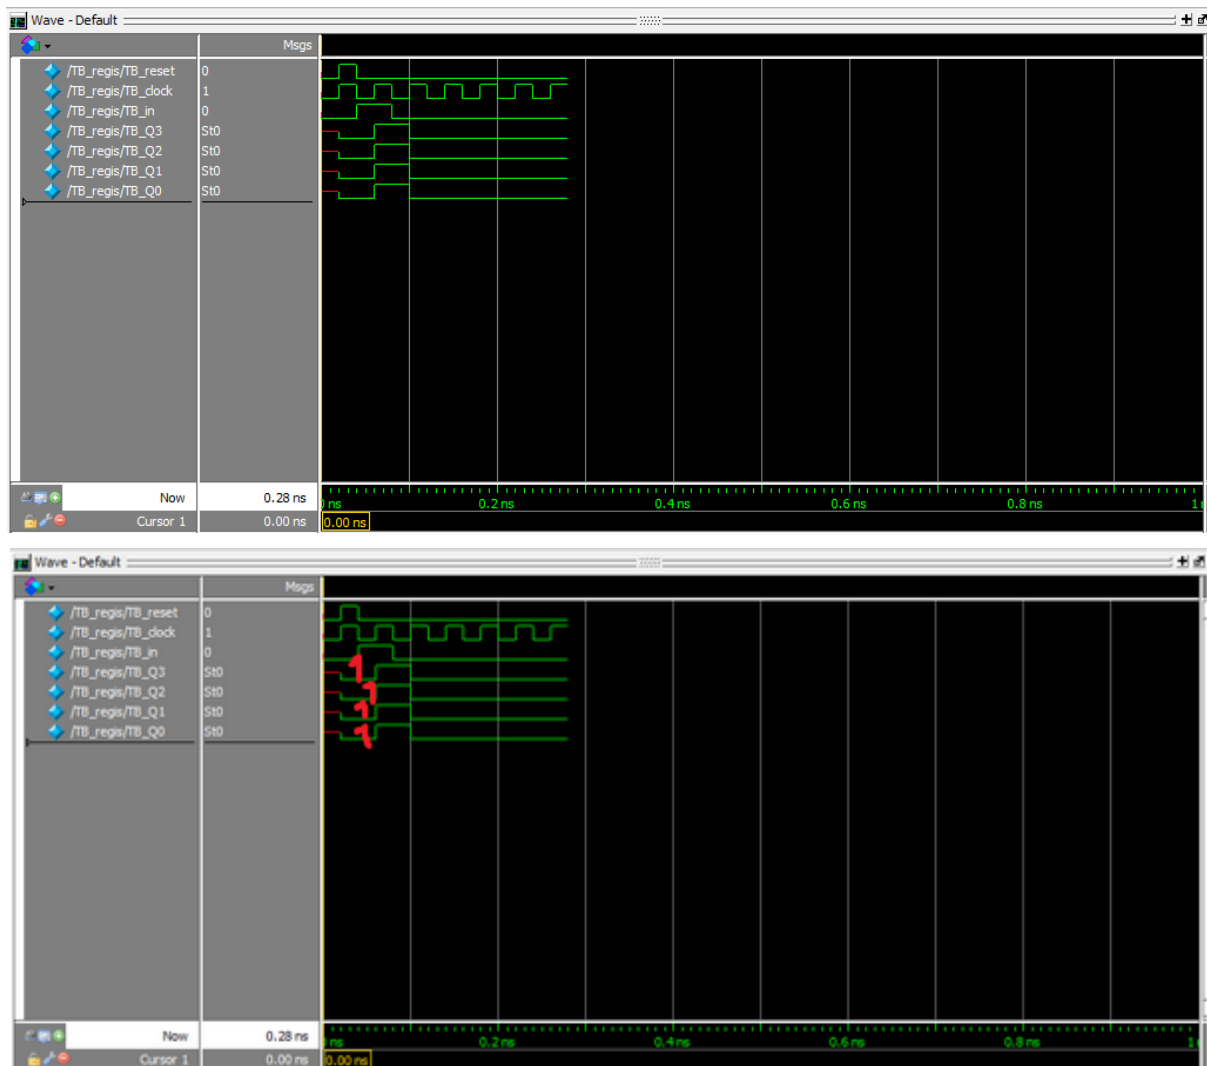 Wave - Default
Msgs
/TB_regis/TB_reset 0
/TB_regis/TB_clock 1
/TB_regis/TB_in 0
/TB_regis/TB_Q3 St0
/TB_regis/TB_Q2 St0
/TB_regis/TB_Q1 St0
/TB_regis/TB_Q0 St0
Now 0.28 ns ns 0.2 ns 0.4 ns 0.6 ns 0.8 ns 1
Cursor 1 0.00 ns 0.00 ns
Wave - Default
Msgs
/TB_regis/TB_reset 0
/TB_regis/TB_clock 1
/TB_regis/TB_in 0
/TB_regis/TB_Q3 St0 1
/TB_regis/TB_Q2 St0 1
/TB_regis/TB_Q1 St0 1
/TB_regis/TB_Q0 St0 1
Now 0.28 ns ns 0.2 ns 0.4 ns 0.6 ns 0.8 ns 1
Cursor 1 0.00 ns 0.00 ns